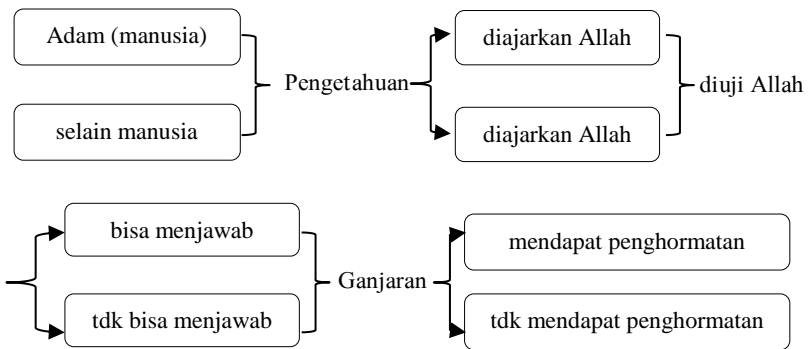 Adam (manusia)
selain manusia
Pengetahuan
diajarkan Allah
diajarkan Allah
diuji Allah
bisa menjawab
tdk bisa menjawab
Ganjaran
mendapat penghormatan
tdk mendapat penghormatan